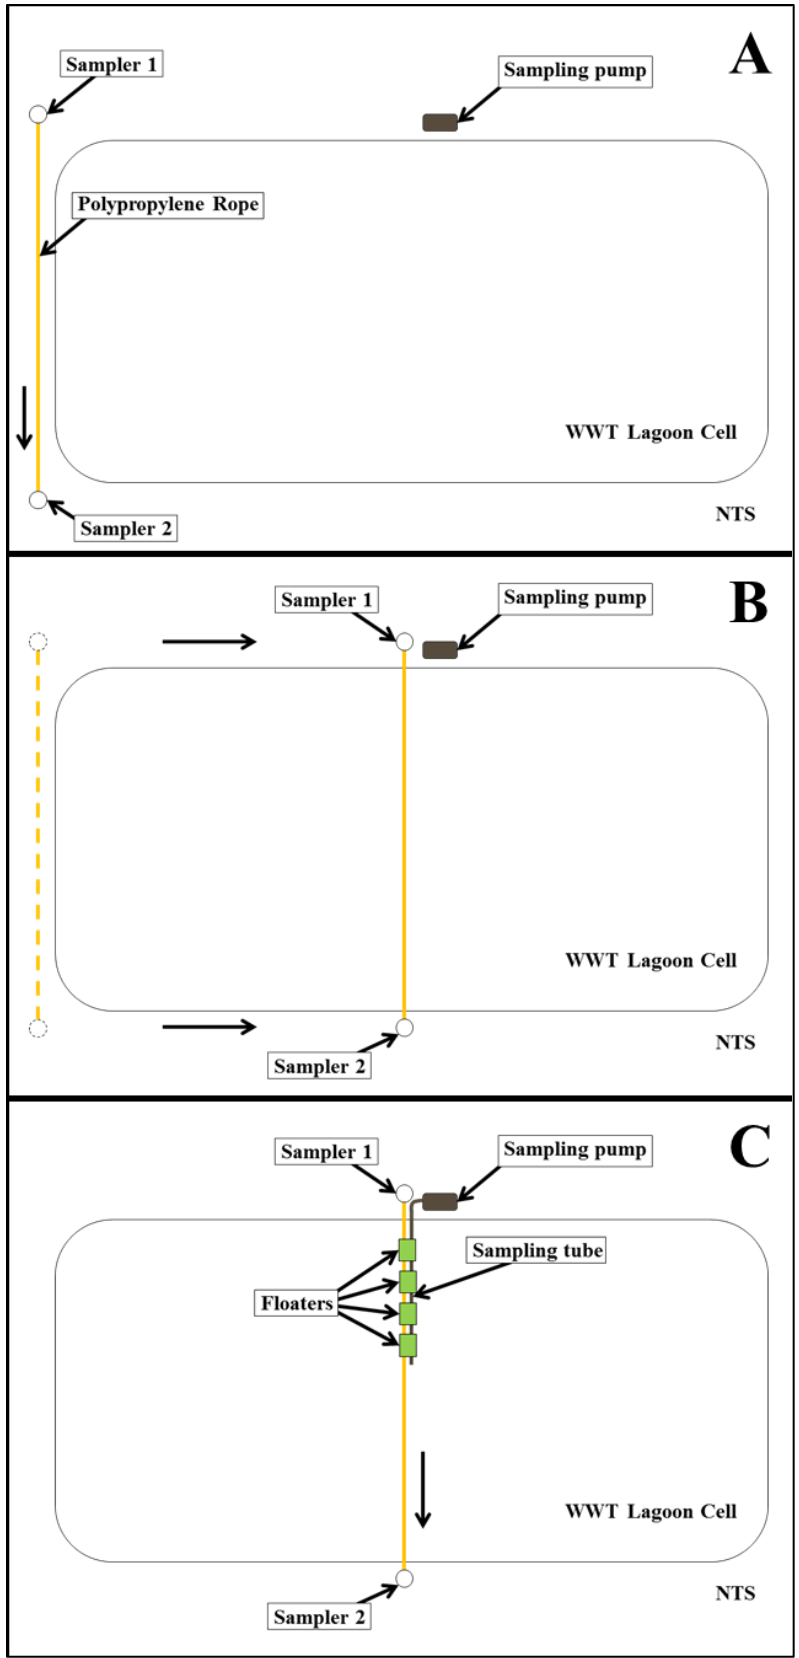 A
Sampler 1
Sampling pump
Polypropylene Rope
WWT Lagoon Cell
Sampler 2
NTS
B
Sampler 1
Sampling pump
WWT Lagoon Cell
NTS
Sampler 2
C
Sampler 1
Sampling pump
Sampling tube
Floaters
WWT Lagoon Cell
NTS
Sampler 2